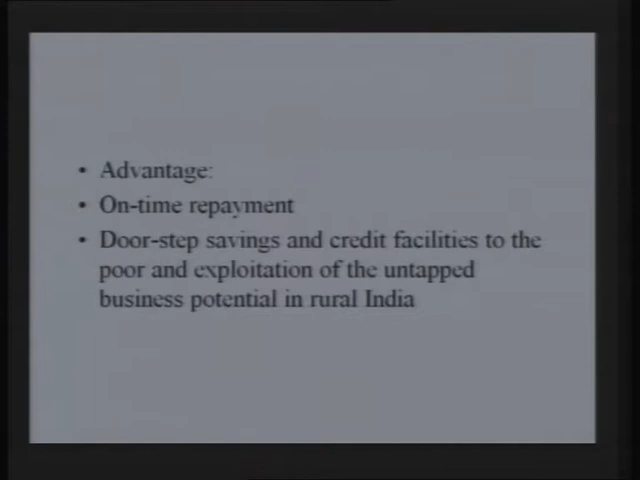 • Advantage:
• On-time repayment
• Door-step savings and credit facilities to the
poor and exploitation of the untapped
business potential in rural India